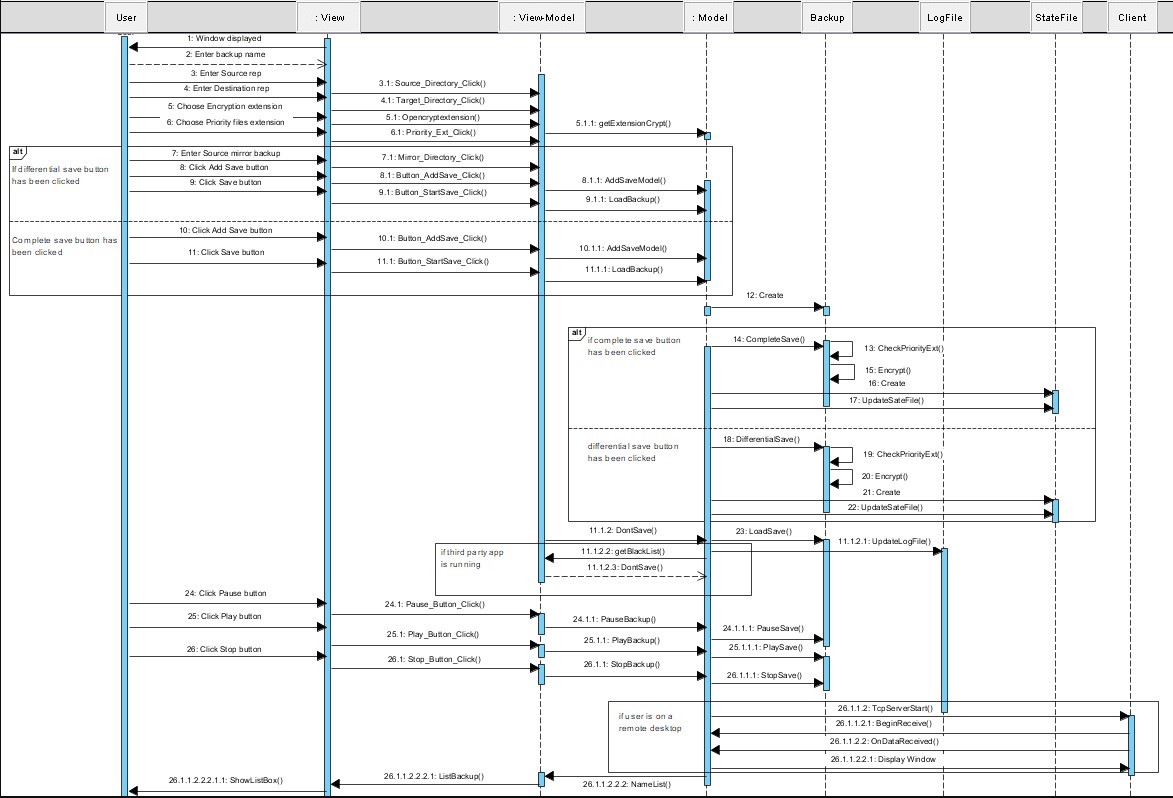 User
: View
: View-Model
: Model
Backup
LogFile
StateFile
Client
1: Window displayed
2: Enter backup name
3: Enter Source rep
3.1: Source_Directory_Click()
4: Enter Destination rep
4.1: Target_Directory_Click()
5: Choose Encryption extension
5.1: Opencryptextension()
5.1.1: getExtensionCrypt()
6: Choose Priority files extension
6.1: Priority_Ext_Click()
alt
If differential save button
has been clicked
7: Enter Source mirror backup
7.1: Mirror_Directory_Click()
8: Click Add Save button
8.1: Button_AddSave_Click()
8.1.1: AddSaveModel()
9: Click Save button
9.1: Button_StartSave_Click()
9.1.1: LoadBackup()
Complete save button has
been clicked
10: Click Add Save button
10.1: Button_AddSave_Click()
10.1.1: AddSaveModel()
11: Click Save button
11.1: Button_StartSave_Click()
11.1.1: LoadBackup()
12: Create
alt
if complete save button
has been clicked
14: CompleteSave()
13: CheckPriorityExt()
15: Encrypt()
16: Create
17: UpdateSateFile()
differential save button
has been clicked
18: DifferentialSave()
19: CheckPriorityExt()
20: Encrypt()
21: Create
22: UpdateSateFile()
11.1.2: DontSave()
23: LoadSave()
11.1.2.1: UpdateLogFile()
if third party app
is running
11.1.2.2: getBlackList()
11.1.2.3: DontSave()
24: Click Pause button
24.1: Pause_Button_Click()
24.1.1: PauseBackup()
24.1.1.1: PauseSave()
25: Click Play button
25.1: Play_Button_Click()
25.1.1: PlayBackup()
25.1.1.1: PlaySave()
26: Click Stop button
26.1: Stop_Button_Click()
26.1.1: StopBackup()
26.1.1.1: StopSave()
if user is on a
remote desktop
26.1.1.2: TcpServerStart()
26.1.1.2.1: BeginReceive()
26.1.1.2.2: OnDataReceived()
26.1.1.2.2.1: Display Window
26.1.1.2.2.2: NameList()
26.1.1.2.2.2.1: ListBackup()
26.1.1.2.2.2.1.1: ShowListBox()